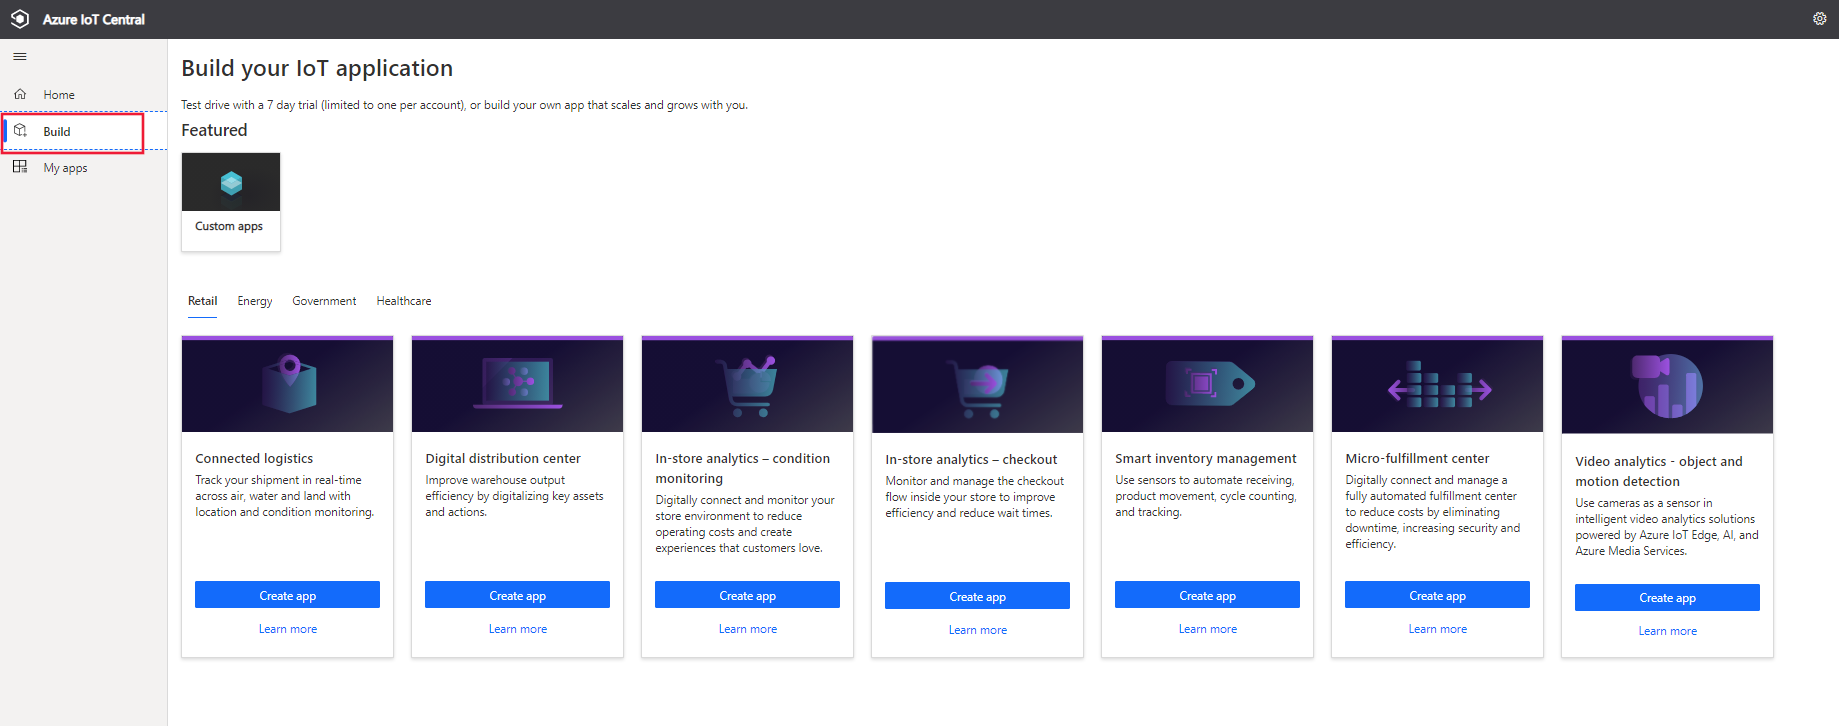 Azure IoT Central
Home
Build
My apps
Build your IoT application
Test drive with a 7 day trial (limited to one per account), or build your own app that scales and grows with you.
Featured
Custom apps
Retail Energy Government Healthcare
Connected logistics
Track your shipment in real-time
across air, water and land with
location and condition monitoring.
Create app
Learn more
Digital distribution center
Improve warehouse output
efficiency by digitalizing key assets
and actions.
Create app
Learn more
In-store analytics – condition
monitoring
Digitally connect and monitor your
store environment to reduce
operating costs and create
experiences that customers love.
Create app
Learn more
In-store analytics – checkout
Monitor and manage the checkout
flow inside your store to improve
efficiency and reduce wait times.
Create app
Learn more
Smart inventory management
Use sensors to automate receiving,
product movement, cycle counting,
and tracking.
Create app
Learn more
Micro-fulfillment center
Digitally connect and manage a
fully automated fulfillment center
to reduce costs by eliminating
downtime, increasing security and
efficiency.
Create app
Learn more
Video analytics - object and
motion detection
Use cameras as a sensor in
intelligent video analytics solutions
powered by Azure IoT Edge, AI, and
Azure Media Services.
Create app
Learn more